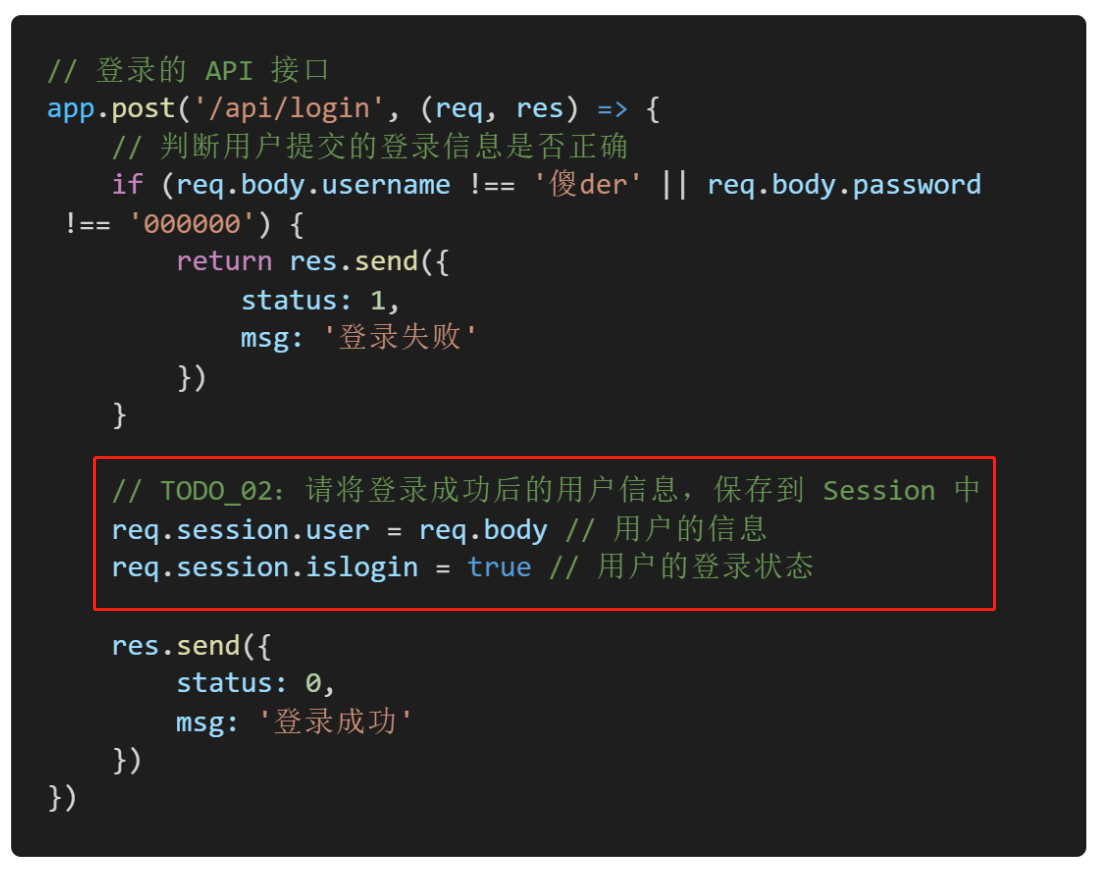 // 登录的 API 接口
app.post('/api/login', (req, res) => {
// 判断用户提交的登录信息是否正确
if (req.body.username !== '傻der' || req.body.password
!== '000000') {
return res.send({
status: 1,
msg: '登录失败'
})
}
// TODO_02：请将登录成功后的用户信息，保存到 Session 中
req.session.user = req.body // 用户的信息
req.session.islogin = true // 用户的登录状态
res.send({
status: 0,
msg: '登录成功'
})
})